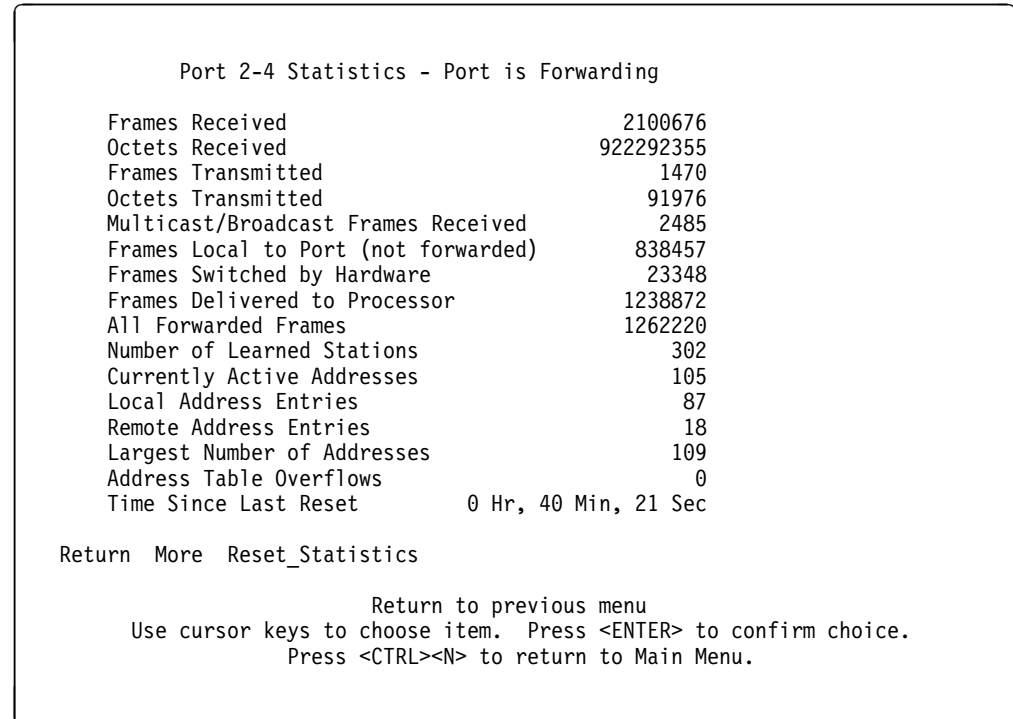 Port 2-4 Statistics - Port is Forwarding
Frames Received 2100676
Octets Received 922292355
Frames Transmitted 1470
Octets Transmitted 91976
Multicast/Broadcast Frames Received 2485
Frames Local to Port (not forwarded) 838457
Frames Switched by Hardware 23348
Frames Delivered to Processor 1238872
All Forwarded Frames 1262220
Number of Learned Stations 302
Currently Active Addresses 105
Local Address Entries 87
Remote Address Entries 18
Largest Number of Addresses 109
Address Table Overflows 0
Time Since Last Reset 0 Hr, 40 Min, 21 Sec
Return More Reset_Statistics
Return to previous menu
Use cursor keys to choose item. Press <ENTER> to confirm choice.
Press <CTRL><N> to return to Main Menu.